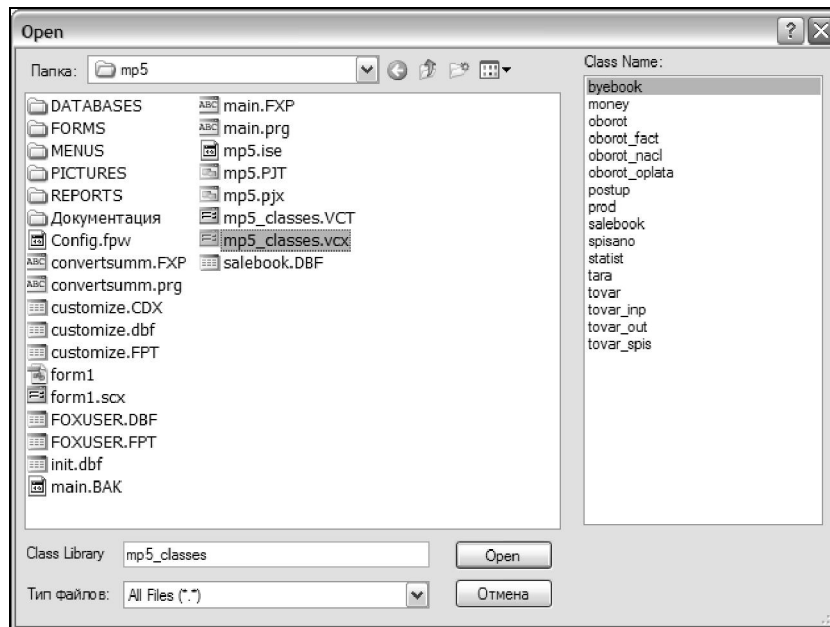 Open
Папка: mp5
DATABASES
FORMS
MENUS
PICTURES
REPORTS
Документация
Config.fpw
convertsumm.FXP
convertsumm.prg
customize.CDX
customize.dbf
customize.FPT
form1
form1.scx
FOXUSER.DBF
FOXUSER.FPT
init.dbf
main.BAK
main.FXP
main.prg
mp5.ise
mp5.PJT
mp5.pjx
mp5_classes.VCT
mp5_classes.vcx
salebook.DBF
Class Name:
byebook
money
oborot
oborot_fact
oborot_nacl
oborot_oplata
postup
prod
salebook
spisano
statist
tara
tovar
tovar_inp
tovar_out
tovar_spis
Class Library mp5_classes Open
Тип файлов: All Files (*.*) Отмена